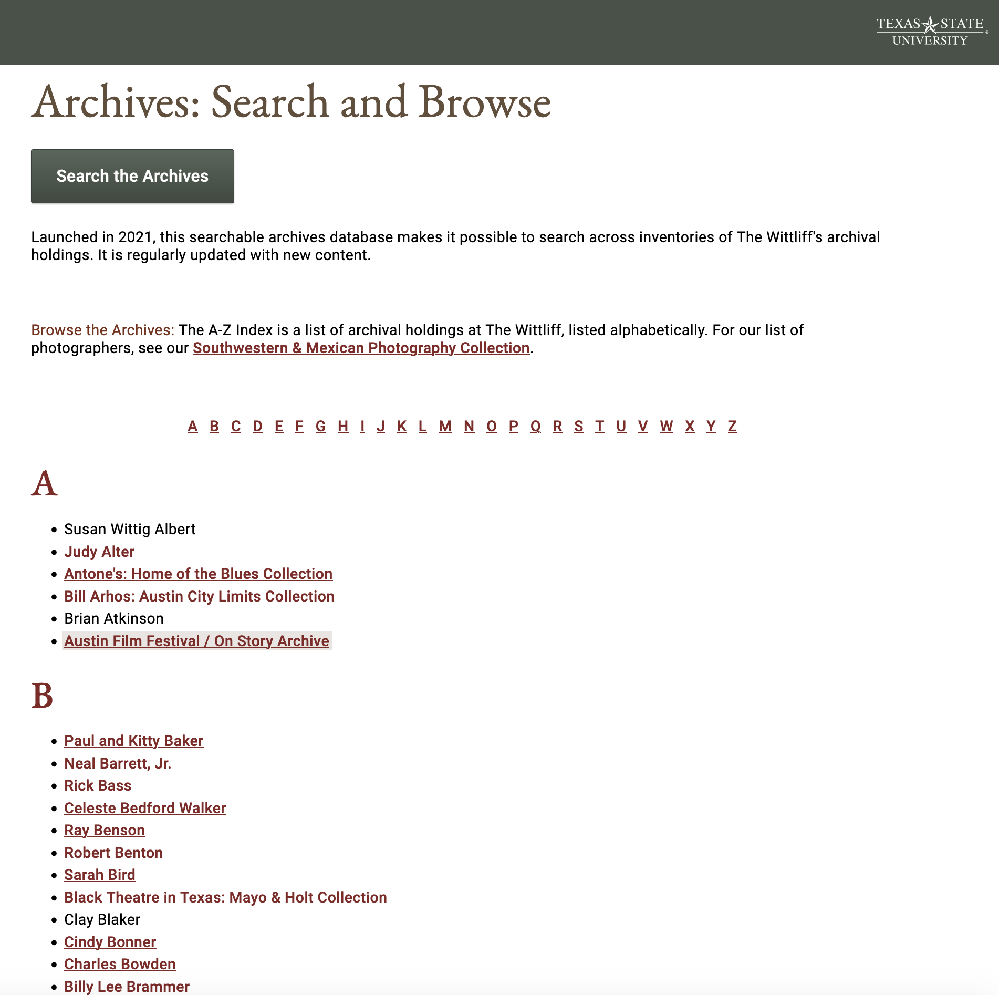 TEXAS STATE
UNIVERSITY
®
Archives: Search and Browse
Search the Archives
Launched in 2021, this searchable archives database makes it possible to search across inventories of The Wittliff's archival
holdings. It is regularly updated with new content.
Browse the Archives: The A-Z Index is a list of archival holdings at The Wittliff, listed alphabetically. For our list of
photographers, see our Southwestern & Mexican Photography Collection.
A B C D E F G H I J K L M N O P Q R S T U V W X Y Z
A
• Susan Wittig Albert
• Judy Alter
• Antone's: Home of the Blues Collection
• Bill Arhos: Austin City Limits Collection
• Brian Atkinson
• Austin Film Festival / On Story Archive
B
• Paul and Kitty Baker
• Neal Barrett, Jr.
• Rick Bass
• Celeste Bedford Walker
• Ray Benson
• Robert Benton
• Sarah Bird
• Black Theatre in Texas: Mayo & Holt Collection
• Clay Blaker
• Cindy Bonner
• Charles Bowden
• Billy Lee Brammer